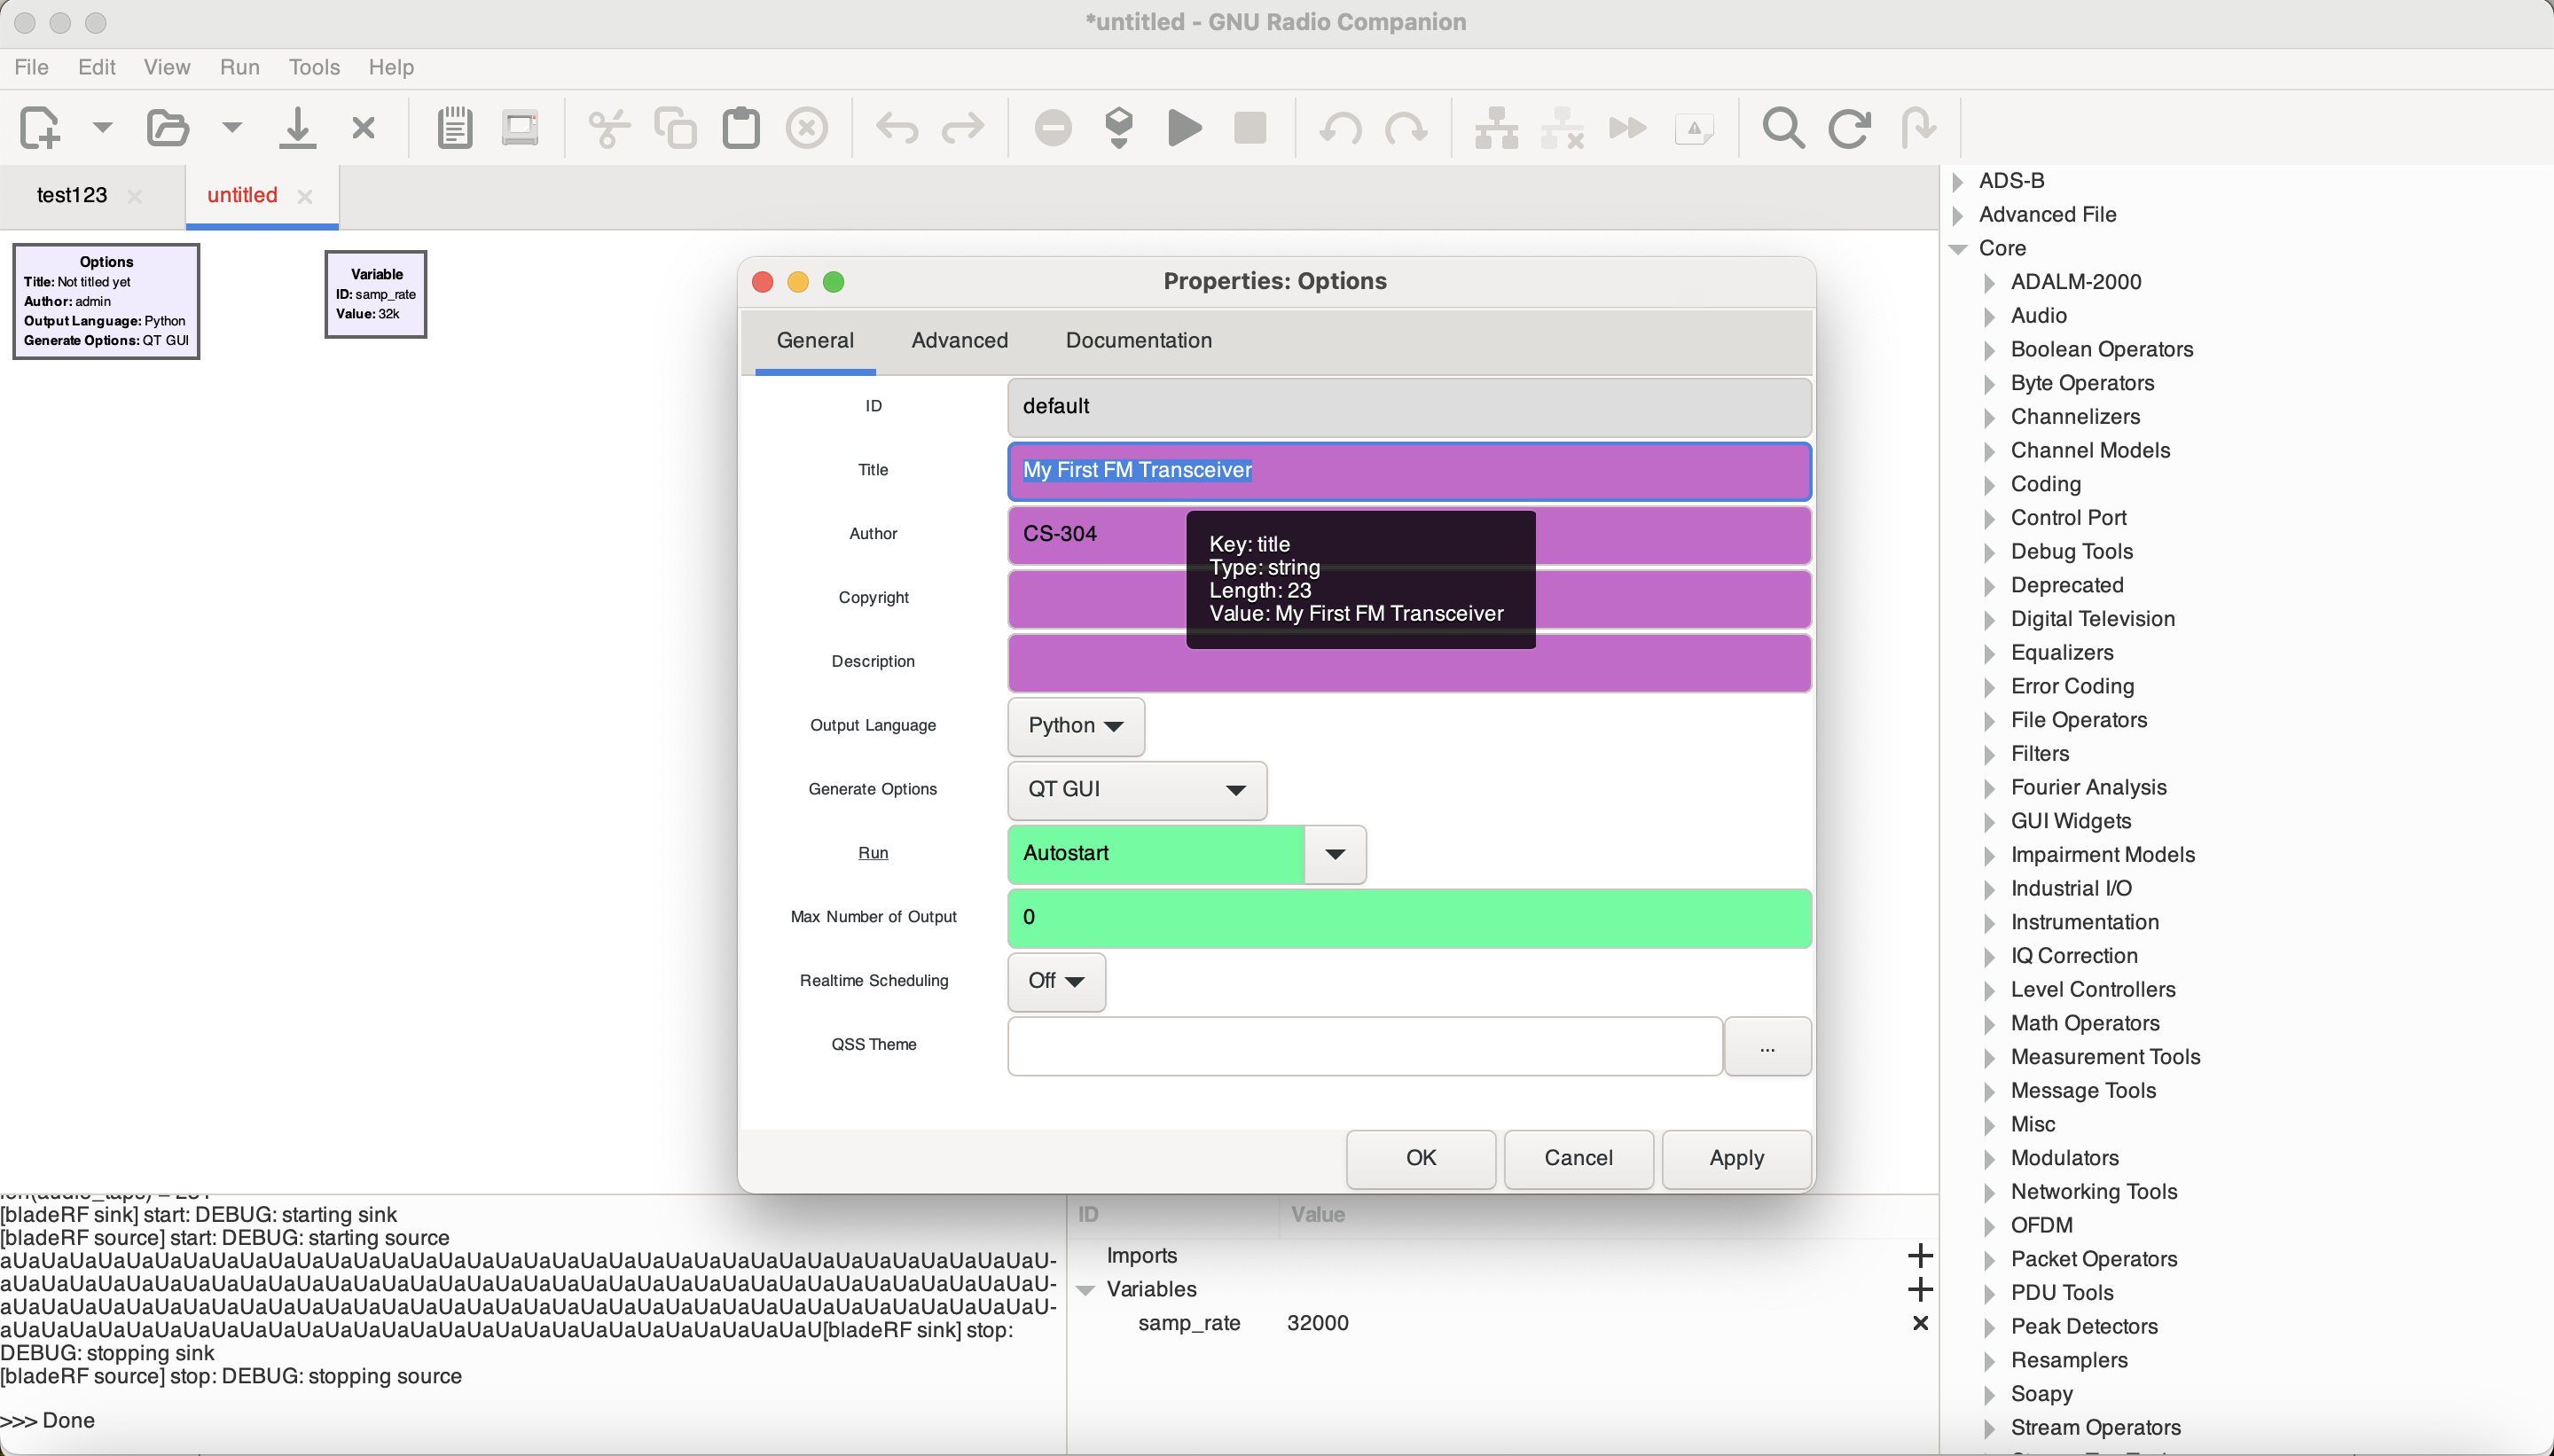 *untitled - GNU Radio Companion
File Edit View Run Tools Help
test123
untitled
Options
Title: Not titled yet
Author: admin
Output Language: Python
Generate Options: QT GUI
Variable
ID: samp_rate
Value: 32k
Properties: Options
General Advanced Documentation
ID default
Title My First FM Transceiver
Author CS-304
Copyright
Description
Key: title
Type: string
Length: 23
Value: My First FM Transceiver
Output Language Python
Generate Options QT GUI
Run Autostart
Max Number of Output 0
Realtime Scheduling Off
QSS Theme ...
OK Cancel Apply
[bladeRF sink] start: DEBUG: starting sink
[bladeRF source] start: DEBUG: starting source
aUaUaUaUaUaUaUaUaUaUaUaUaUaUaUaUaUaUaUaUaUaUaUaUaUaUaUaUaUaUaUaUaUaUaUaUaU-
aUaUaUaUaUaUaUaUaUaUaUaUaUaUaUaUaUaUaUaUaUaUaUaUaUaUaUaUaUaUaUaUaUaUaUaUaU-
aUaUaUaUaUaUaUaUaUaUaUaUaUaUaUaUaUaUaUaUaUaUaUaUaUaUaUaUaUaUaUaUaUaUaUaUaU-
aUaUaUaUaUaUaUaUaUaUaUaUaUaUaUaUaUaUaUaUaUaUaUaUaUaUaUaUaU[bladeRF sink] stop:
DEBUG: stopping sink
[bladeRF source] stop: DEBUG: stopping source
>>> Done
ID Value
Imports
Variables
samp_rate 32000
ADS-B
Advanced File
Core
ADALM-2000
Audio
Boolean Operators
Byte Operators
Channelizers
Channel Models
Coding
Control Port
Debug Tools
Deprecated
Digital Television
Equalizers
Error Coding
File Operators
Filters
Fourier Analysis
GUI Widgets
Impairment Models
Industrial I/O
Instrumentation
IQ Correction
Level Controllers
Math Operators
Measurement Tools
Message Tools
Misc
Modulators
Networking Tools
OFDM
Packet Operators
PDU Tools
Peak Detectors
Resamplers
Soapy
Stream Operators